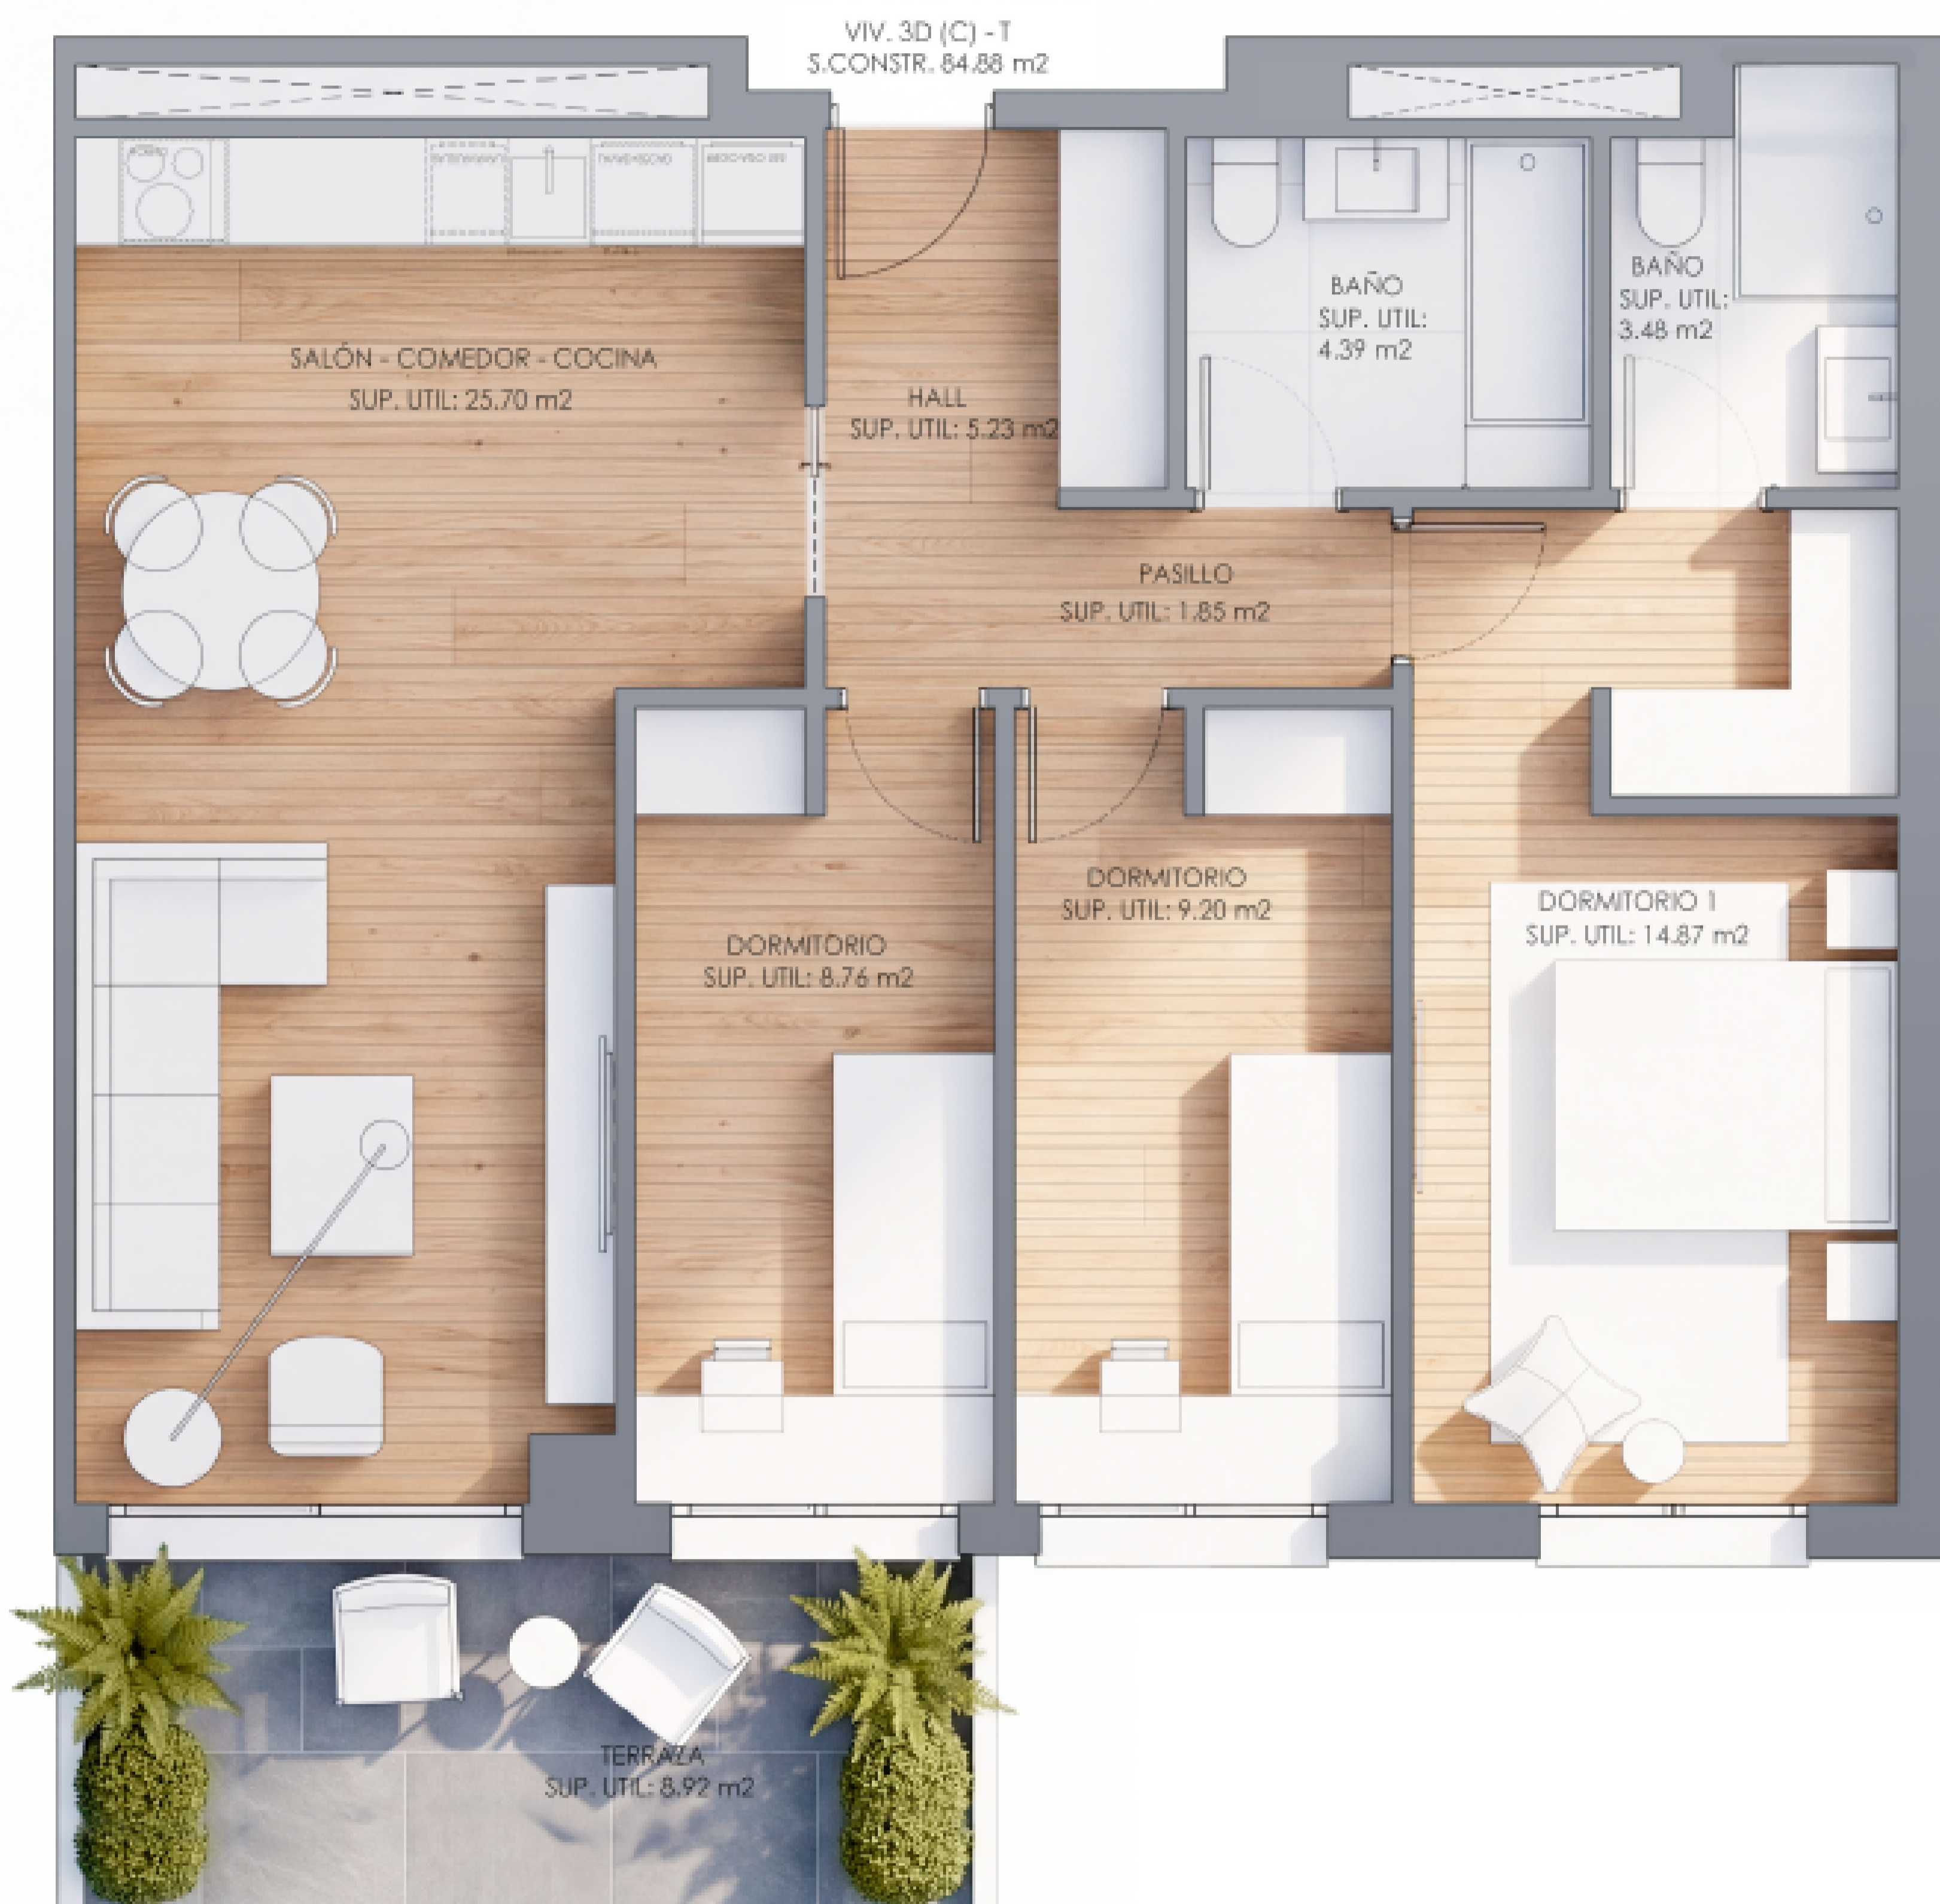 VIV. 3D (C) - T
S.CONSTR. 84.88 m2
SALÓN - COMEDOR - COCINA
SUP. UTIL: 25.70 m2
HALL
SUP. UTIL: 5.23 m2
BAÑO
SUP. UTIL:
4.39 m2
BAÑO
SUP. UTIL:
3.48 m2
PASILLO
SUP. UTIL: 1.85 m2
DORMITORIO
SUP. UTIL: 8.76 m2
DORMITORIO
SUP. UTIL: 9.20 m2
DORMITORIO 1
SUP. UTIL: 14.87 m2
TERRAZA
SUP. UTIL: 8.92 m2